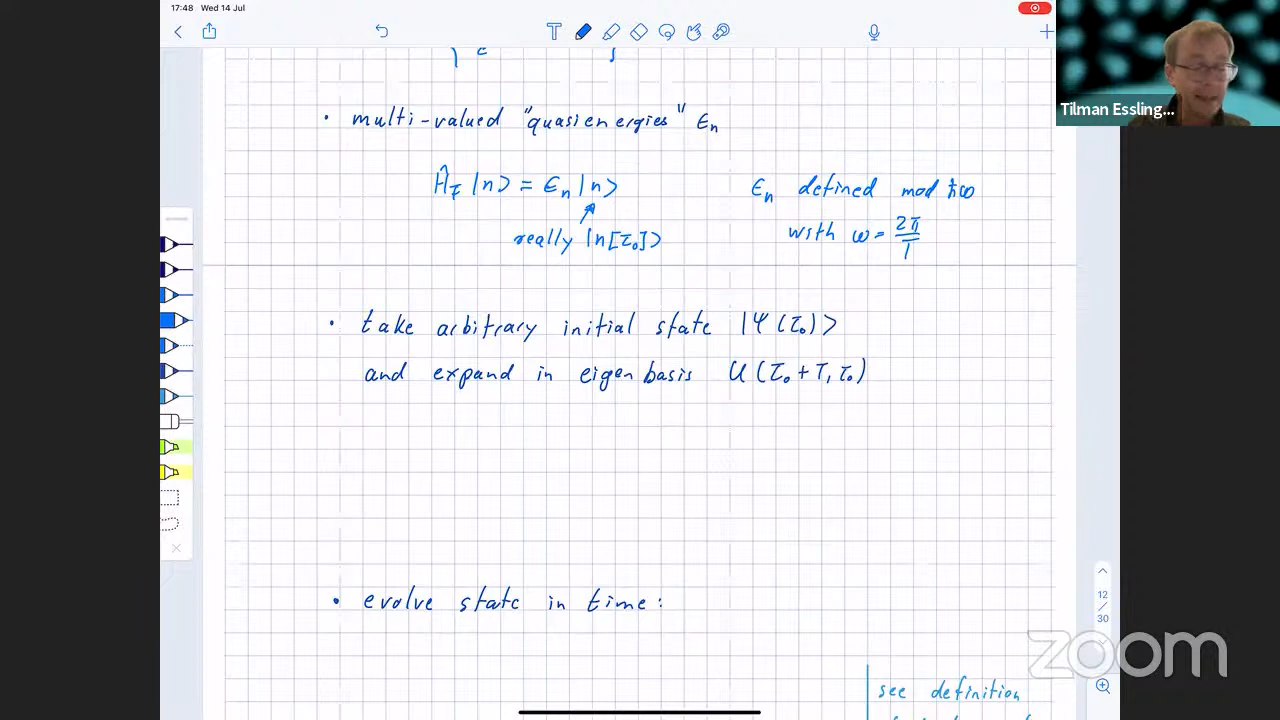 17:48 Wed 14 Jul
T
• multi-valued "quasienergies" ϵn
Ĥ_F |n> = ϵn |n>
ϵn defined mod ħω
really |n[τ₀]>
with ω = 2π/T
• take arbitrary initial state |Ψ(τ₀)>
and expand in eigenbasis U(τ₀ + T, τ₀)
• evolve state in time:
see definition
12
/
30
zoom
Tilman Essling...